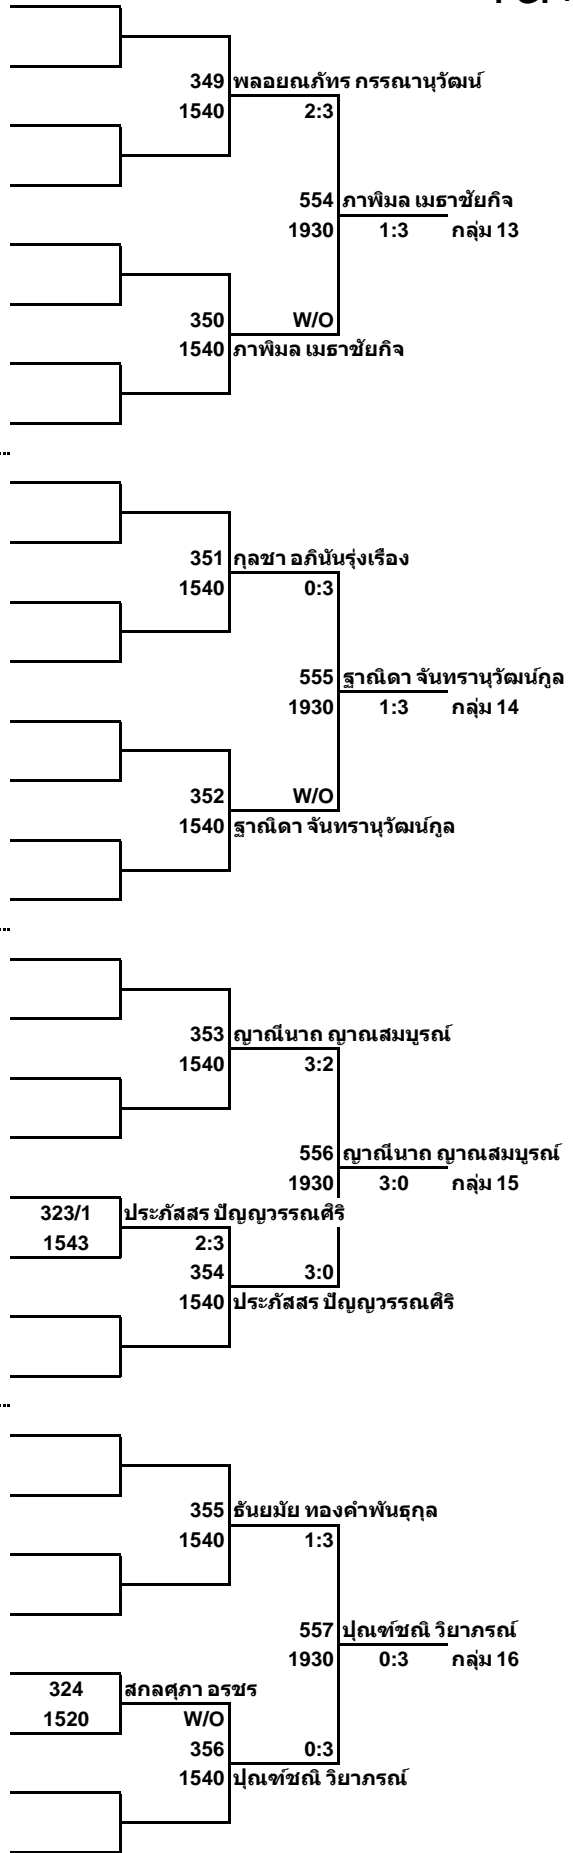 349 พลอยณภัทร กรรณานุวัฒน์
1540 2:3
554 ภาพิมล เมธาชัยกิจ
1930 1:3 กลุ่ม 13
350 W/O
1540 ภาพิมล เมธาชัยกิจ
351 กุลชา อภินันรุ่งเรือง
1540 0:3
555 ฐาณิดา จันทรานุวัฒน์กูล
1930 1:3 กลุ่ม 14
352 W/O
1540 ฐาณิดา จันทรานุวัฒน์กูล
353 ญาณีนาถ ญาณสมบูรณ์
1540 3:2
556 ญาณีนาถ ญาณสมบูรณ์
1930 3:0 กลุ่ม 15
323/1 ประภัสสร ปัญญวรรณศิริ
1543 2:3
354 3:0
1540 ประภัสสร ปัญญวรรณศิริ
355 ธันยมัย ทองคำพันธุกุล
1540 1:3
557 ปุณฑ์ชณิ วิยาภรณ์
1930 0:3 กลุ่ม 16
324 สกลศุภา อรชร
1520 W/O
356 0:3
1540 ปุณฑ์ชณิ วิยาภรณ์